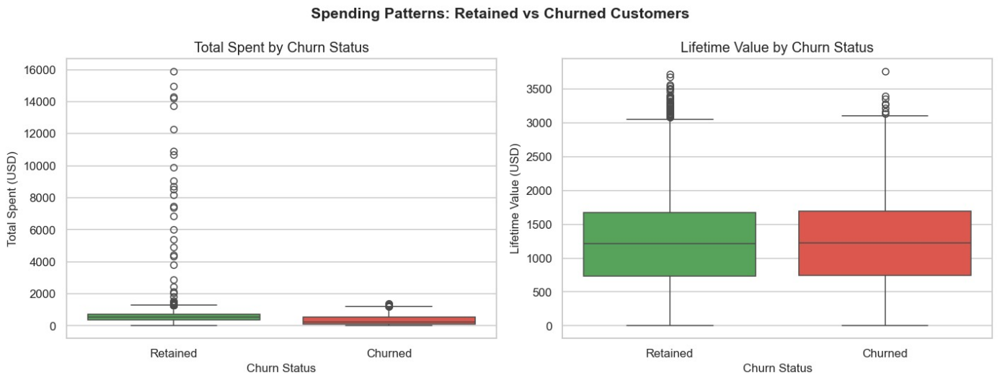 Spending Patterns: Retained vs Churned Customers
Total Spent by Churn Status
Total Spent (USD)
16000
14000
12000
10000
8000
6000
4000
2000
0
Retained
Churned
Churn Status
Lifetime Value by Churn Status
Lifetime Value (USD)
3500
3000
2500
2000
1500
1000
500
0
Retained
Churned
Churn Status